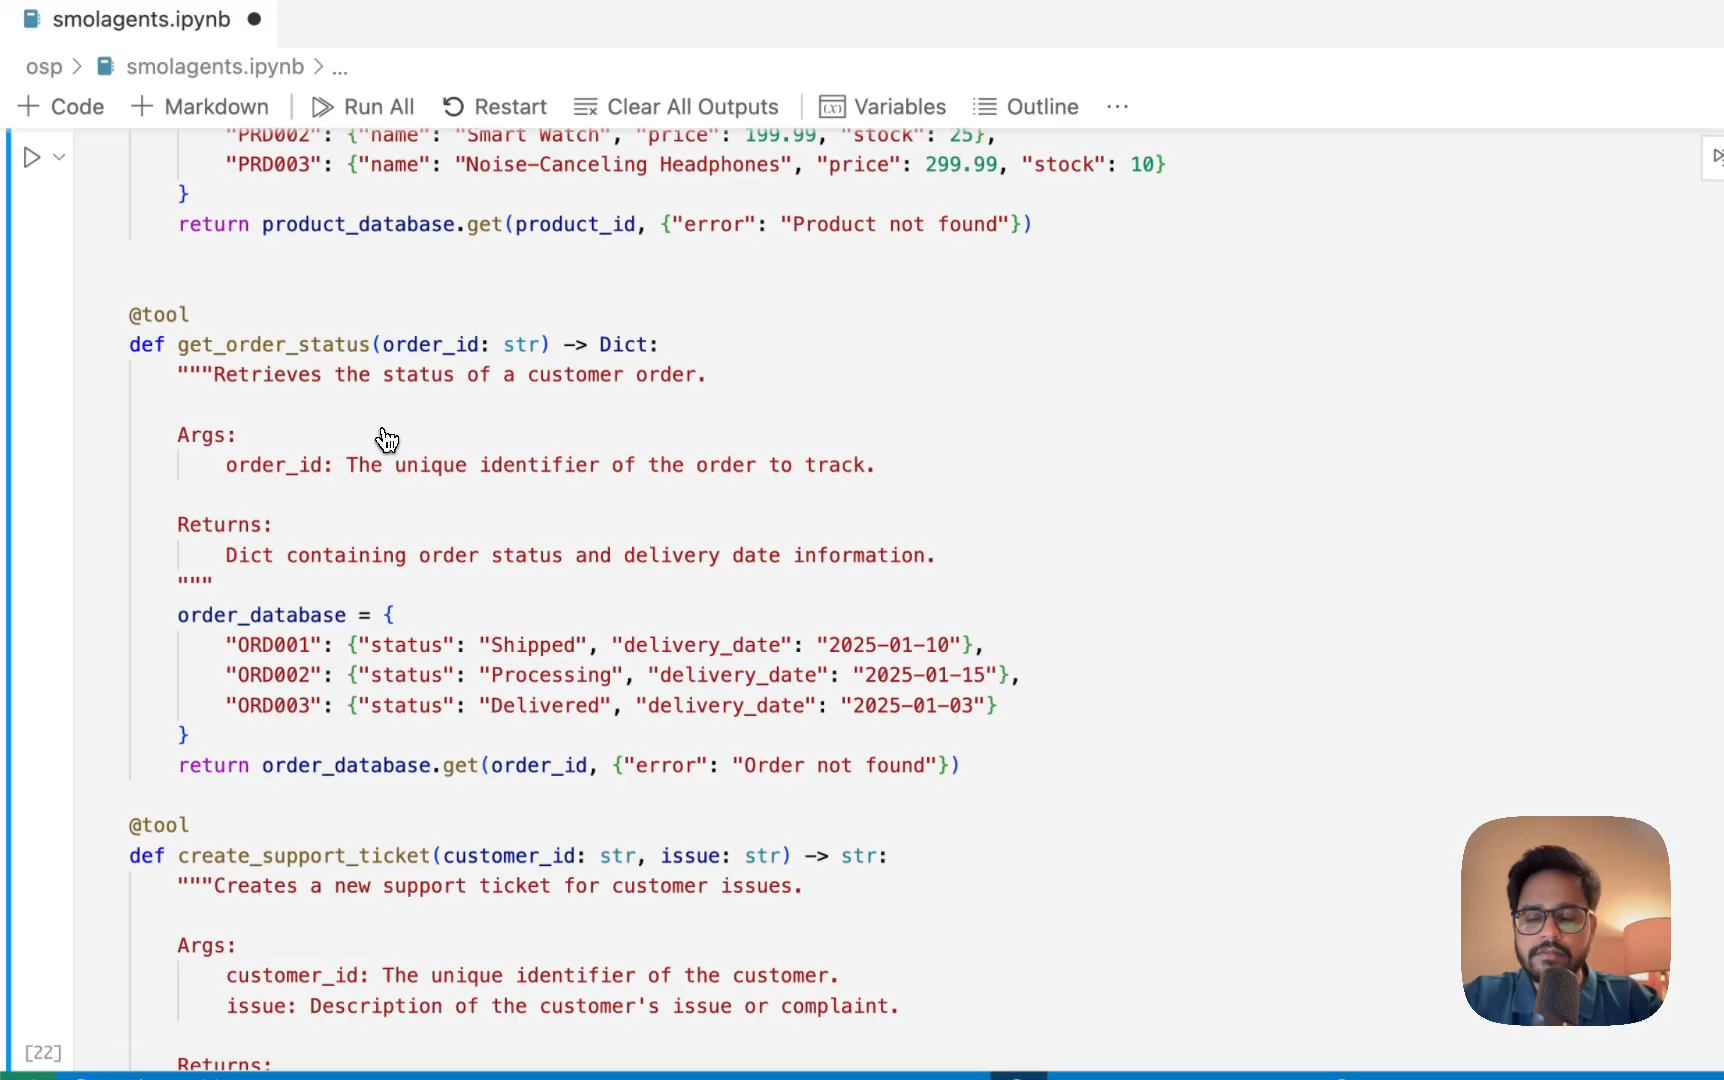 smolagents.ipynb
osp > smolagents.ipynb > ...
+ Code + Markdown Run All Restart Clear All Outputs Variables Outline ...
"PRD002": {"name": "Smart Watch", "price": 199.99, "stock": 25},
"PRD003": {"name": "Noise-Canceling Headphones", "price": 299.99, "stock": 10}
}
return product_database.get(product_id, {"error": "Product not found"})
@tool
def get_order_status(order_id: str) -> Dict:
"""Retrieves the status of a customer order.
Args:
order_id: The unique identifier of the order to track.
Returns:
Dict containing order status and delivery date information.
"""
order_database = {
"ORD001": {"status": "Shipped", "delivery_date": "2025-01-10"},
"ORD002": {"status": "Processing", "delivery_date": "2025-01-15"},
"ORD003": {"status": "Delivered", "delivery_date": "2025-01-03"}
}
return order_database.get(order_id, {"error": "Order not found"})
@tool
def create_support_ticket(customer_id: str, issue: str) -> str:
"""Creates a new support ticket for customer issues.
Args:
customer_id: The unique identifier of the customer.
issue: Description of the customer's issue or complaint.
[22]
Returns: